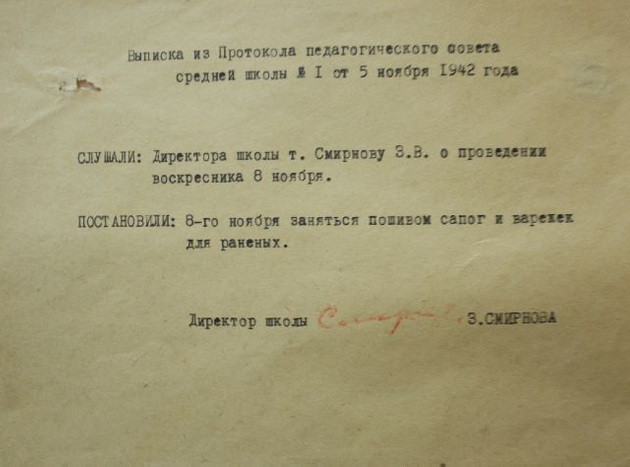 Выписка из Протокола педагогического совета
средней школы № I от 5 ноября 1942 года
СЛУШАЛИ: Директора школы т. Смирнову З.В. о проведении
воскресника 8 ноября.
ПОСТАНОВИЛИ: 8-го ноября заняться пошивом сапог и варежек
для раненых.
Директор школы З.СМИРНОВА